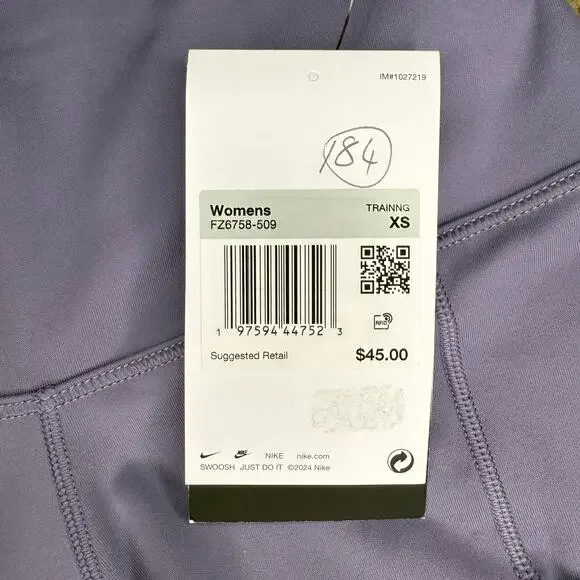 IM#1027219
184
Womens TRAINNG
FZ6758-509 XS
1 97594 44752 3
RFID
Suggested Retail $45.00
NIKE nike.com
SWOOSH JUST DO IT ©2024 Nike